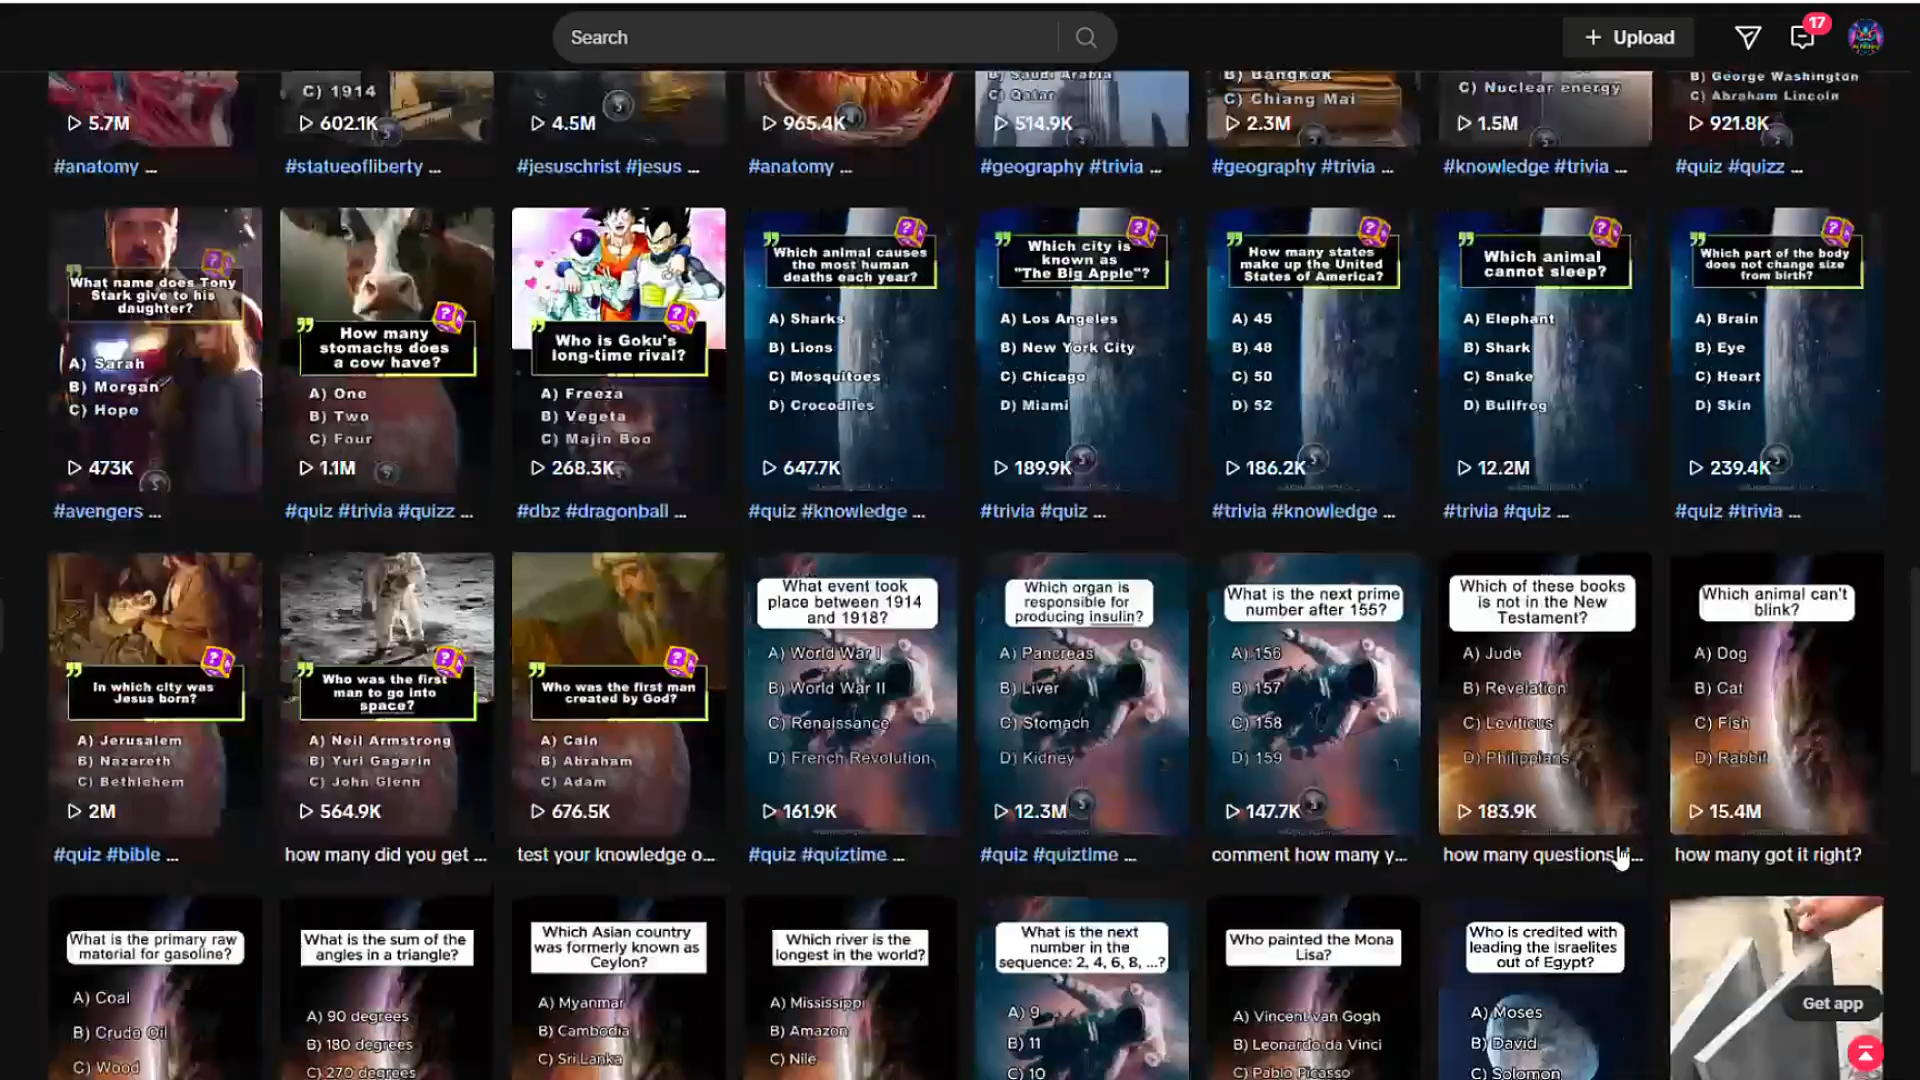 Search
Upload
17
C) 1914
B) Saudi Arabia
C) Qatar
B) Bangkok
C) Chiang Mai
C) Nuclear energy
B) George Washington
C) Abraham Lincoln
5.7M
602.1K
4.5M
965.4K
514.9K
2.3M
1.5M
921.8K
#anatomy ...
#statueofliberty ...
#jesuschrist #jesus ...
#anatomy ...
#geography #trivia ...
#geography #trivia ...
#knowledge #trivia ...
#quiz #quizz ...
What name does Tony
Stark give to his
daughter?
A) Sarah
B) Morgan
C) Hope
473K
#avengers ...
How many
stomachs does
a cow have?
A) One
B) Two
C) Four
1.1M
#quiz #trivia #quizz ...
Who is Goku's
long-time rival?
A) Freeza
B) Vegeta
C) Majin Boo
268.3K
#dbz #dragonball ...
Which animal causes
the most human
deaths each year?
A) Sharks
B) Lions
C) Mosquitoes
D) Crocodiles
647.7K
#quiz #knowledge ...
Which city is
known as
"The Big Apple"?
A) Los Angeles
B) New York City
C) Chicago
D) Miami
189.9K
#trivia #quiz ...
How many states
make up the United
States of America?
A) 45
B) 48
C) 50
D) 52
186.2K
#trivia #knowledge ...
Which animal
cannot sleep?
A) Elephant
B) Shark
C) Snake
D) Bullfrog
12.2M
#trivia #quiz ...
Which part of the body
does not change size
from birth?
A) Brain
B) Eye
C) Heart
D) Skin
239.4K
#quiz #trivia ...
In which city was
Jesus born?
A) Jerusalem
B) Nazareth
C) Bethlehem
2M
#quiz #bible ...
Who was the first
man to go into
space?
A) Neil Armstrong
B) Yuri Gagarin
C) John Glenn
564.9K
how many did you get ...
Who was the first man
created by God?
A) Cain
B) Abraham
C) Adam
676.5K
test your knowledge o...
What event took
place between 1914
and 1918?
A) World War I
B) World War II
C) Renaissance
D) French Revolution
161.9K
#quiz #quiztime ...
Which organ is
responsible for
producing insulin?
A) Pancreas
B) Liver
C) Stomach
D) Kidney
12.3M
#quiz #quiztime ...
What is the next prime
number after 155?
A) 156
B) 157
C) 158
D) 159
147.7K
comment how many y...
Which of these books
is not in the New
Testament?
A) Jude
B) Revelation
C) Leviticus
D) Philippians
183.9K
how many questions ...
Which animal can't
blink?
A) Dog
B) Cat
C) Fish
D) Rabbit
15.4M
how many got it right?
What is the primary raw
material for gasoline?
A) Coal
B) Crude Oil
C) Wood
What is the sum of the
angles in a triangle?
A) 90 degrees
B) 180 degrees
C) 270 degrees
Which Asian country
was formerly known as
Ceylon?
A) Myanmar
B) Cambodia
C) Sri Lanka
Which river is the
longest in the world?
A) Mississippi
B) Amazon
C) Nile
What is the next
number in the
sequence: 2, 4, 6, 8, ...?
A) 9
B) 11
C) 10
Who painted the Mona
Lisa?
A) Vincent van Gogh
B) Leonardo da Vinci
C) Pablo Picasso
Who is credited with
leading the Israelites
out of Egypt?
A) Moses
B) David
C) Solomon
Get app